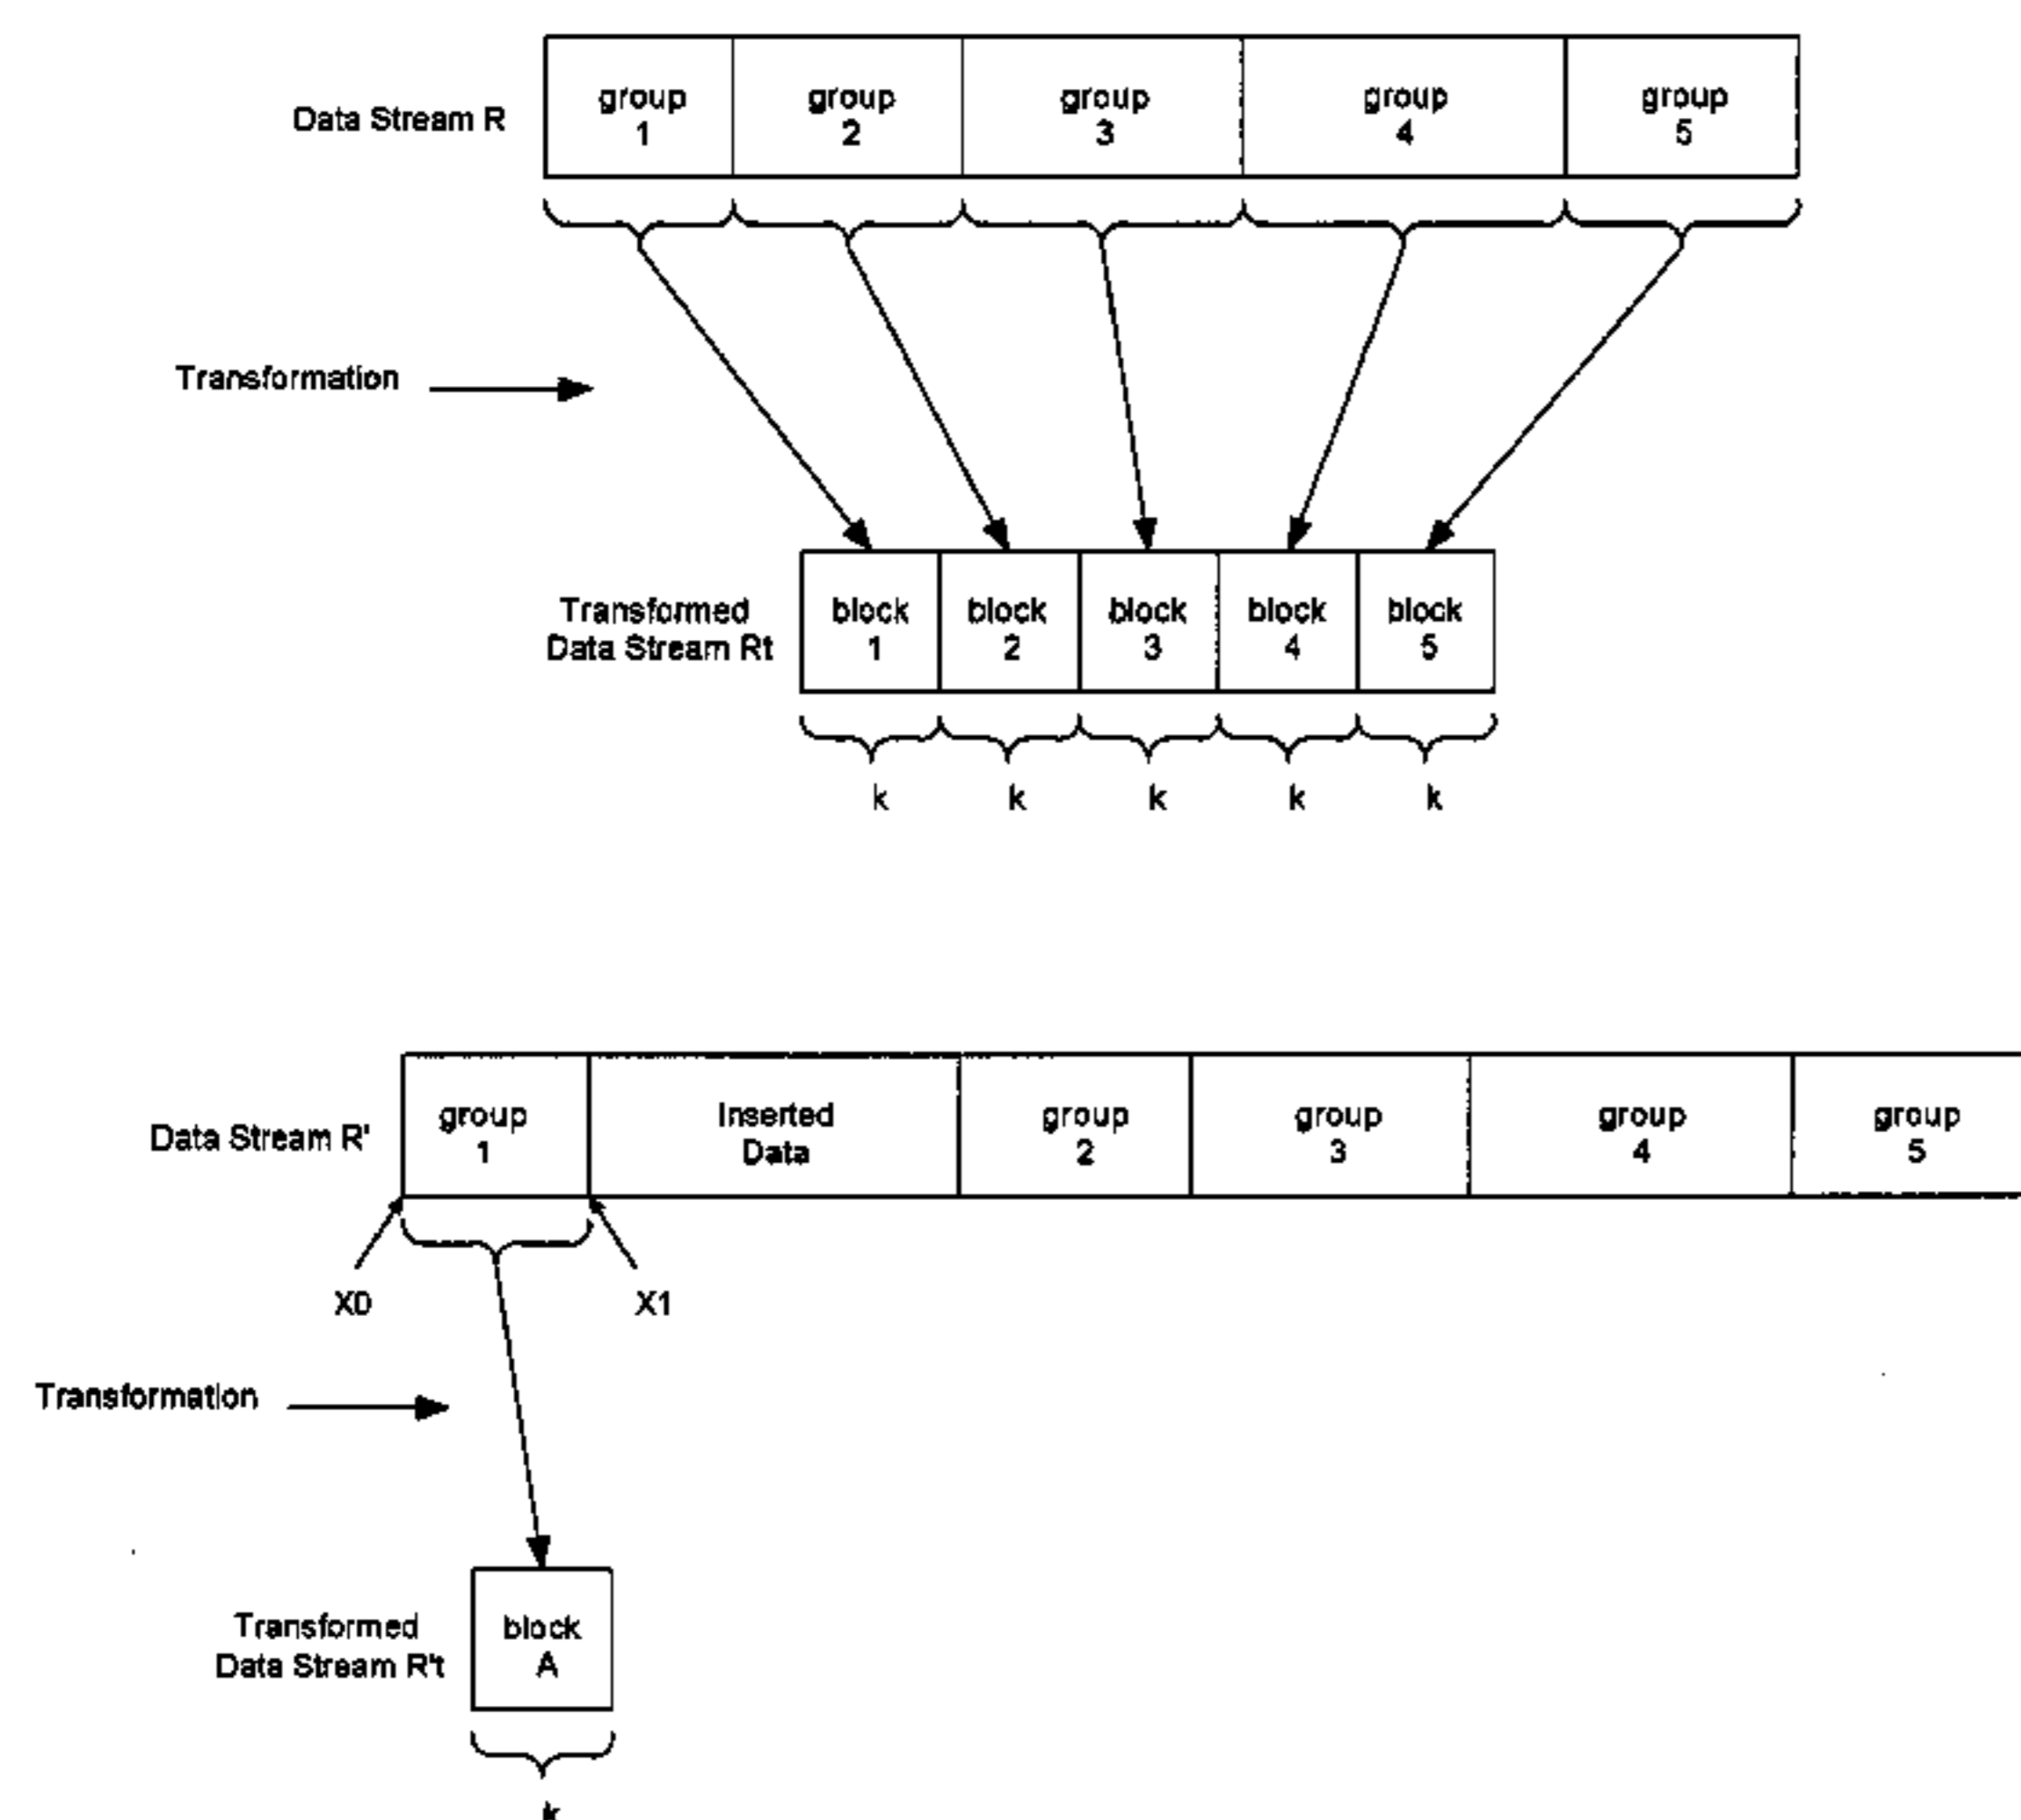 Data Stream R
group
1
group
2
group
3
group
4
group
5
Transformation
Transformed
Data Stream Rt
block
1
block
2
block
3
block
4
block
5
k
k
k
k
k
Data Stream R'
group
1
Inserted
Data
group
2
group
3
group
4
group
5
X0
X1
Transformation
Transformed
Data Stream R't
block
A
k